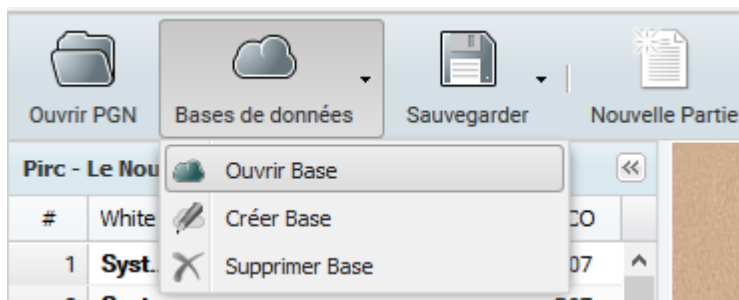 Ouvrir PGN Bases de données Sauvegarder Nouvelle Partie
Pirc - Le Nou
Ouvrir Base
# White CO
Créer Base
1 Syst... 07
Supprimer Base